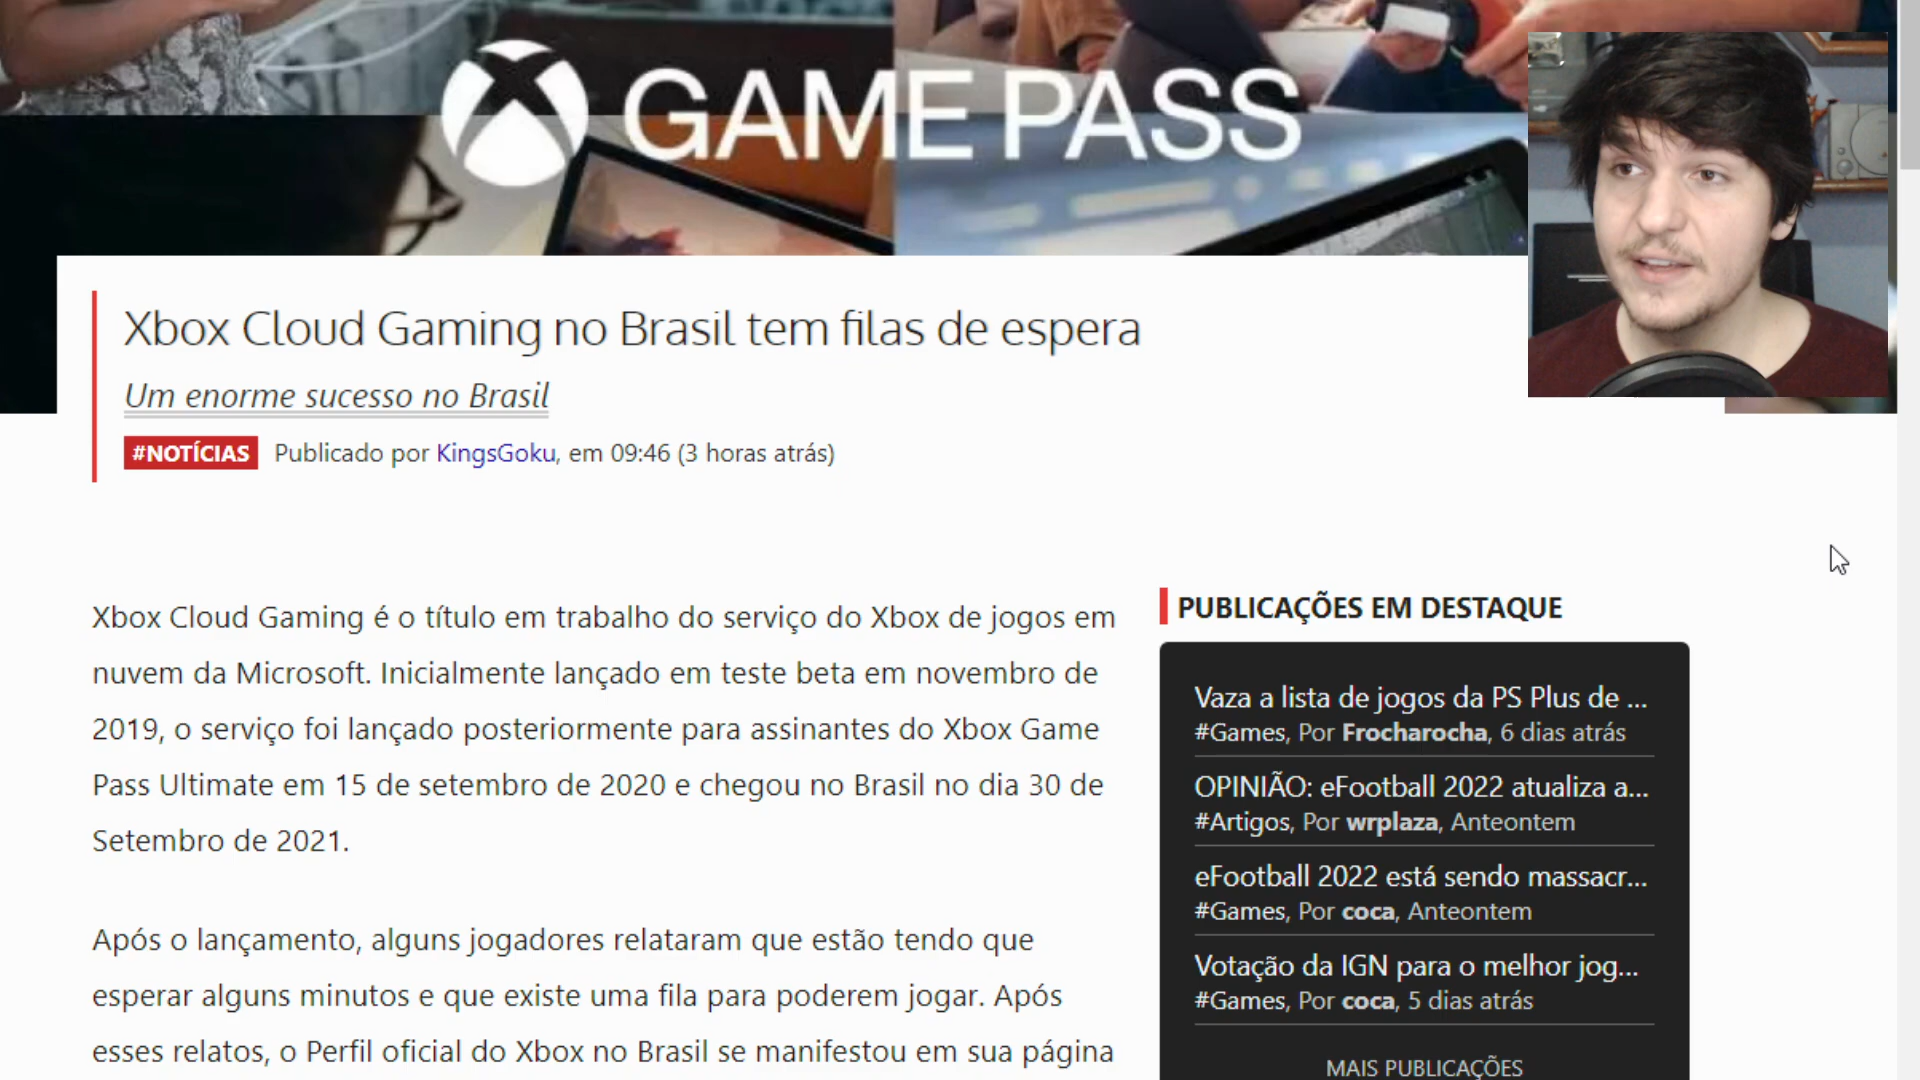 GAME PASS
Xbox Cloud Gaming no Brasil tem filas de espera
Um enorme sucesso no Brasil
#NOTÍCIAS Publicado por KingsGoku, em 09:46 (3 horas atrás)
Xbox Cloud Gaming é o título em trabalho do serviço do Xbox de jogos em
nuvem da Microsoft. Inicialmente lançado em teste beta em novembro de
2019, o serviço foi lançado posteriormente para assinantes do Xbox Game
Pass Ultimate em 15 de setembro de 2020 e chegou no Brasil no dia 30 de
Setembro de 2021.
Após o lançamento, alguns jogadores relataram que estão tendo que
esperar alguns minutos e que existe uma fila para poderem jogar. Após
esses relatos, o Perfil oficial do Xbox no Brasil se manifestou em sua página
PUBLICAÇÕES EM DESTAQUE
Vaza a lista de jogos da PS Plus de ...
#Games, Por Frocharocha, 6 dias atrás
OPINIÃO: eFootball 2022 atualiza a...
#Artigos, Por wrplaza, Anteontem
eFootball 2022 está sendo massacr...
#Games, Por coca, Anteontem
Votação da IGN para o melhor jog...
#Games, Por coca, 5 dias atrás
MAIS PUBLICAÇÕES